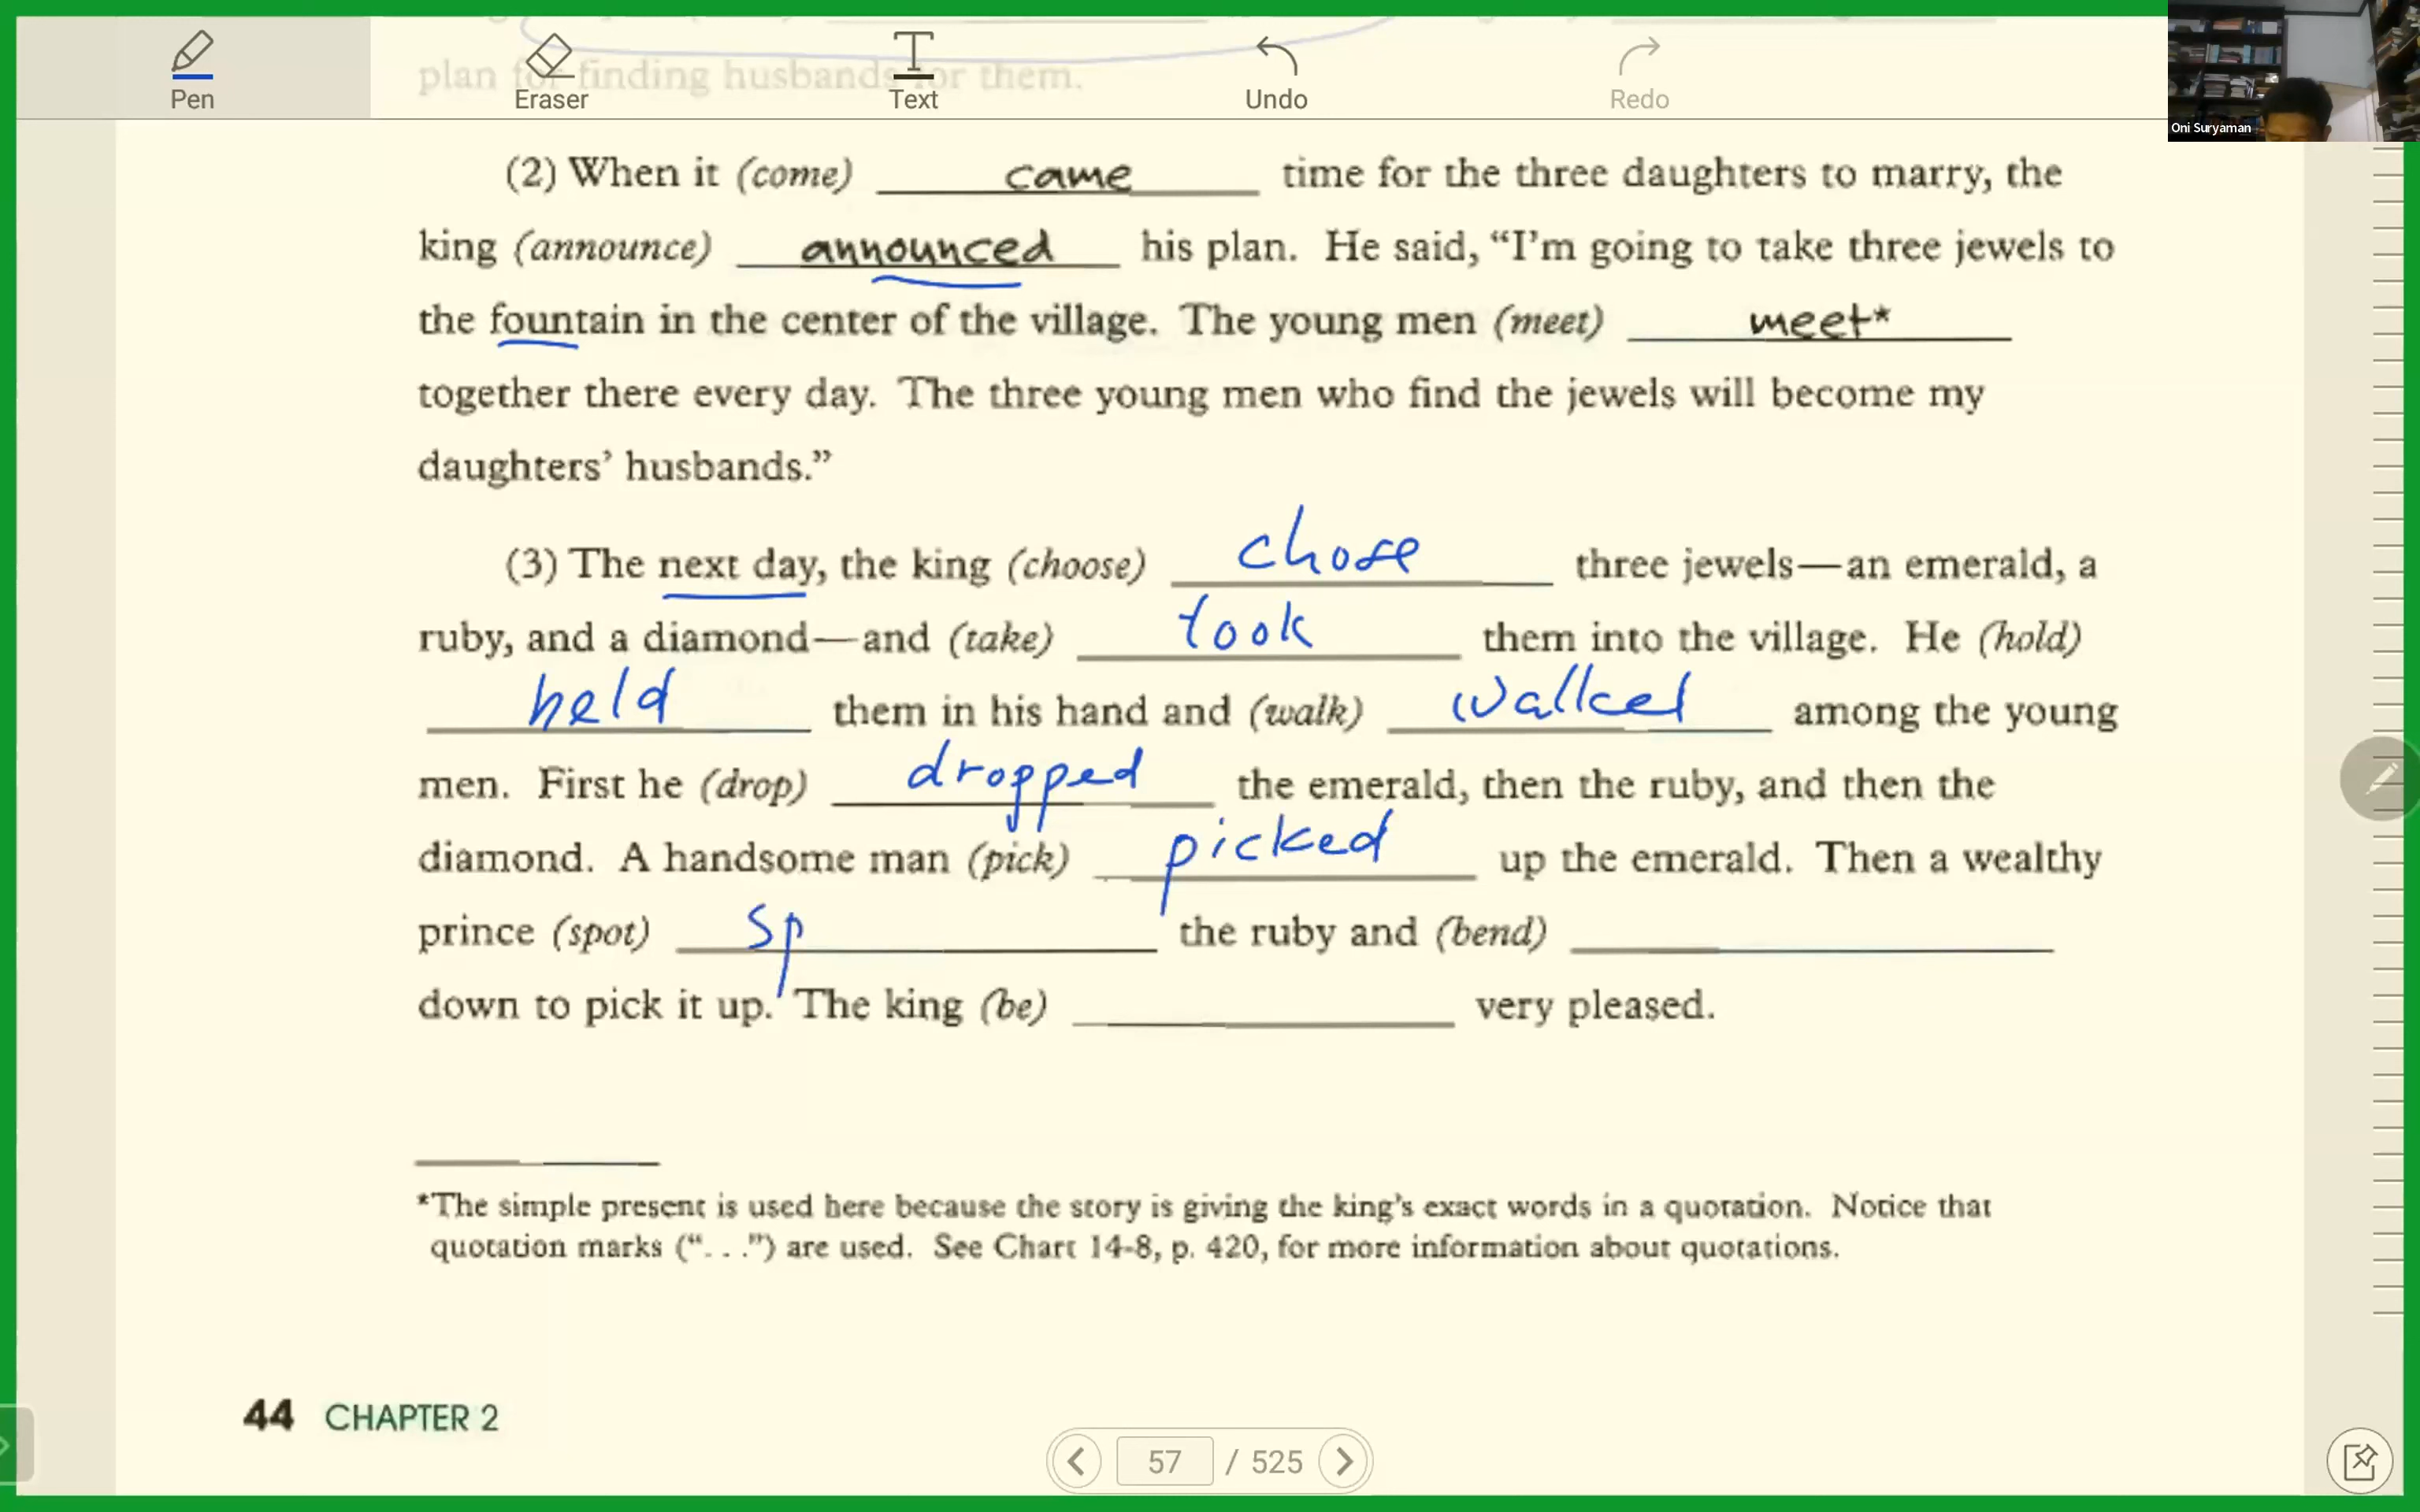 plan for finding husbands for them.
Pen Eraser Text Undo Redo
Oni Suryaman
(2) When it (come) came time for the three daughters to marry, the
king (announce) announced his plan. He said, “I’m going to take three jewels to
the fountain in the center of the village. The young men (meet) meet*
together there every day. The three young men who find the jewels will become my
daughters’ husbands.”
(3) The next day, the king (choose) chose three jewels—an emerald, a
ruby, and a diamond—and (take) took them into the village. He (hold)
held them in his hand and (walk) walked among the young
men. First he (drop) dropped the emerald, then the ruby, and then the
diamond. A handsome man (pick) picked up the emerald. Then a wealthy
prince (spot) sp the ruby and (bend)
down to pick it up. The king (be) very pleased.
*The simple present is used here because the story is giving the king’s exact words in a quotation. Notice that
quotation marks (“. . .”) are used. See Chart 14-8, p. 420, for more information about quotations.
44 CHAPTER 2
57 / 525